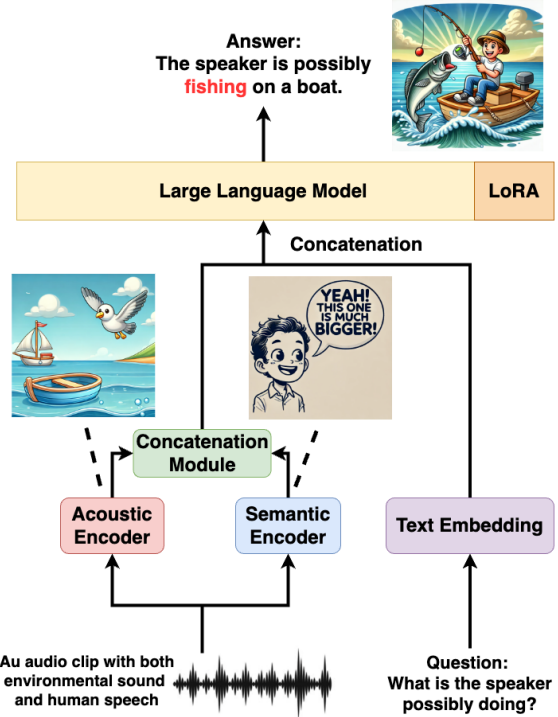 Answer:
The speaker is possibly
fishing on a boat.
Large Language Model
LoRA
Concatenation
YEAH!
THIS ONE
IS MUCH
BIGGER!
Concatenation
Module
Acoustic
Encoder
Semantic
Encoder
Text Embedding
Au audio clip with both
environmental sound
and human speech
Question:
What is the speaker
possibly doing?